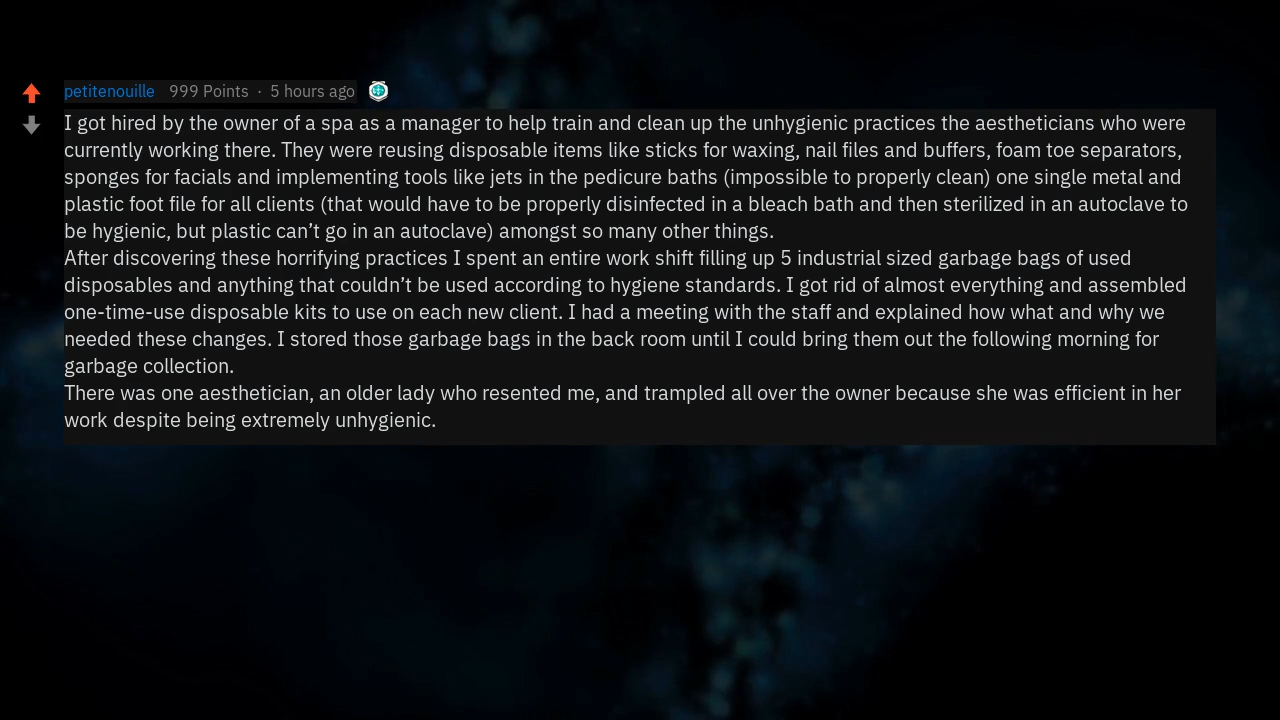 petitenouille 999 Points · 5 hours ago
I got hired by the owner of a spa as a manager to help train and clean up the unhygienic practices the aestheticians who were
currently working there. They were reusing disposable items like sticks for waxing, nail files and buffers, foam toe separators,
sponges for facials and implementing tools like jets in the pedicure baths (impossible to properly clean) one single metal and
plastic foot file for all clients (that would have to be properly disinfected in a bleach bath and then sterilized in an autoclave to
be hygienic, but plastic can’t go in an autoclave) amongst so many other things.
After discovering these horrifying practices I spent an entire work shift filling up 5 industrial sized garbage bags of used
disposables and anything that couldn’t be used according to hygiene standards. I got rid of almost everything and assembled
one-time-use disposable kits to use on each new client. I had a meeting with the staff and explained how what and why we
needed these changes. I stored those garbage bags in the back room until I could bring them out the following morning for
garbage collection.
There was one aesthetician, an older lady who resented me, and trampled all over the owner because she was efficient in her
work despite being extremely unhygienic.